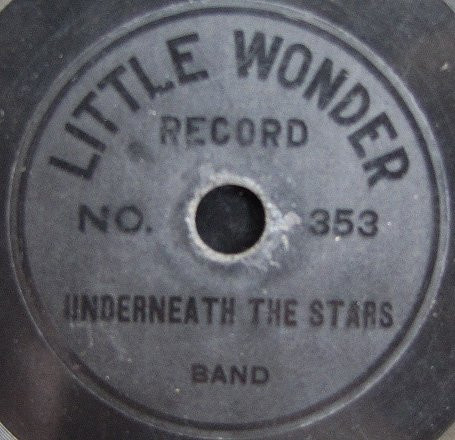 LITTLE WONDER
RECORD
NO. 353
UNDERNEATH THE STARS
BAND